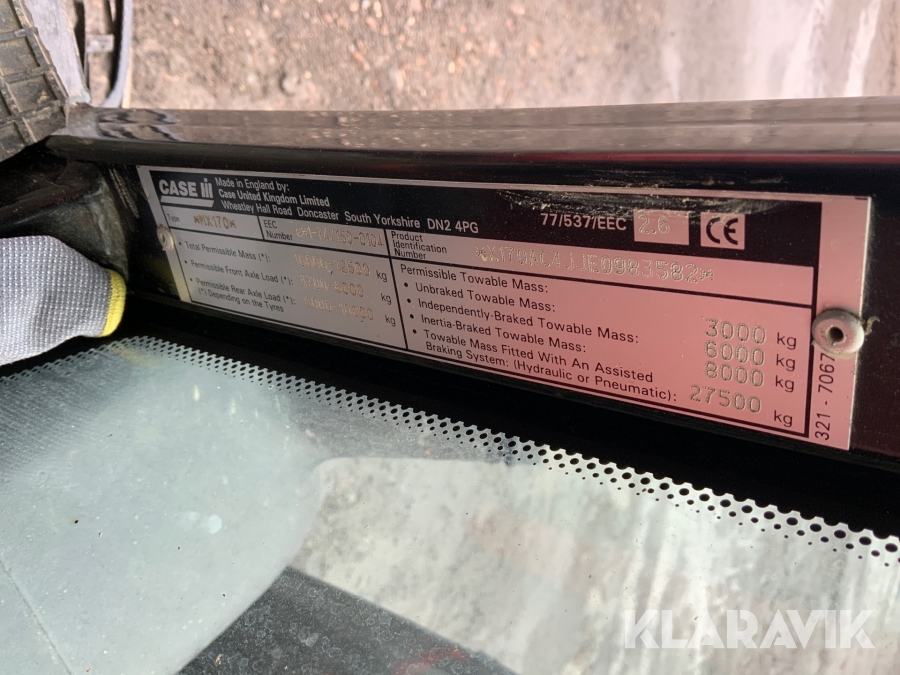 CASE III
Made in England by:
Case United Kingdom Limited
Wheatley Hall Road Doncaster South Yorkshire DN2 4PG
77/537/EEC 2.6 CE
Type *MX170*
EEC Number
Product Identification Number
• Total Permissible Mass (*): kg
• Permissible Front Axle Load (*): kg
• Permissible Rear Axle Load (*): kg
(*) Depending on the Tyres
Permissible Towable Mass:
• Unbraked Towable Mass: 3000 kg
• Independently-Braked Towable Mass: 6000 kg
• Inertia-Braked Towable Mass: 8000 kg
• Towable Mass Fitted With An Assisted
Braking System: (Hydraulic or Pneumatic): 27500 kg
321 - 7067
KLARAVIK